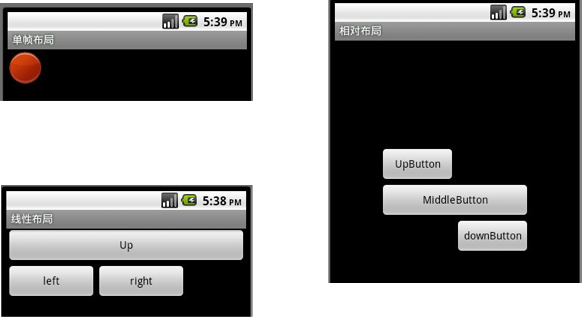 5:39 PM
单帧布局
5:38 PM
线性布局
Up
left right
5:39 PM
相对布局
UpButton
MiddleButton
downButton